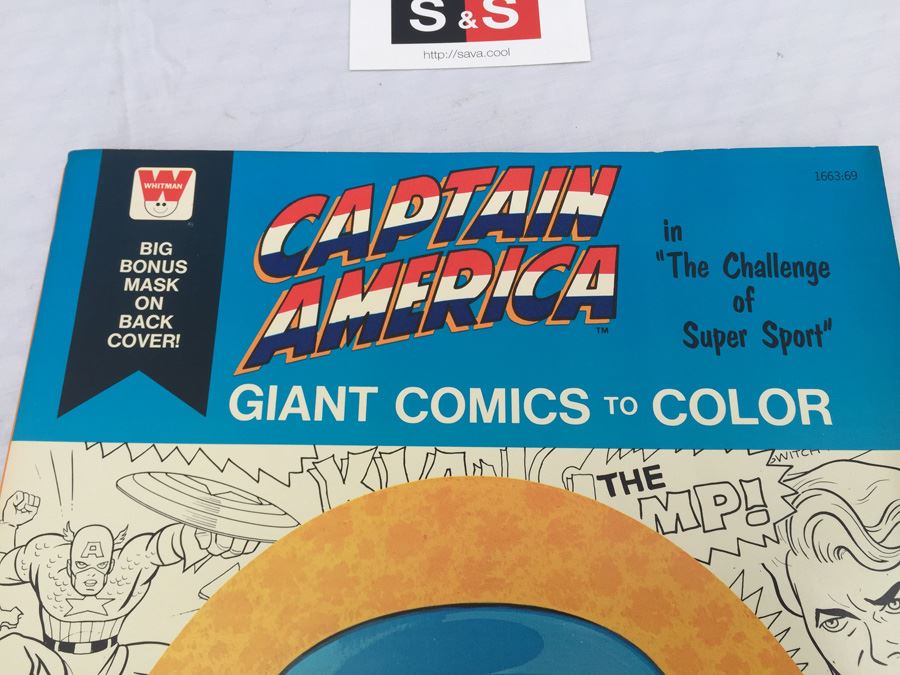 S & S
http://sava.cool
1663:69
WHITMAN
BIG
BONUS
MASK
ON
BACK
COVER!
CAPTAIN
AMERICA
TM
in
"The Challenge
of
Super Sport"
GIANT COMICS TO COLOR
THE
MP!
SWITCH
A